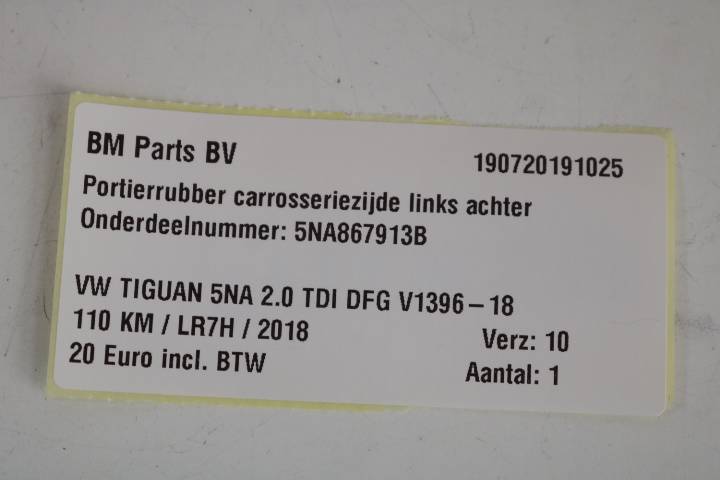 BM Parts BV 190720191025
Portierrubber carrosseriezijde links achter
Onderdeelnummer: 5NA867913B
VW TIGUAN 5NA 2.0 TDI DFG V1396-18
110 KM / LR7H / 2018 Verz: 10
20 Euro incl. BTW Aantal: 1